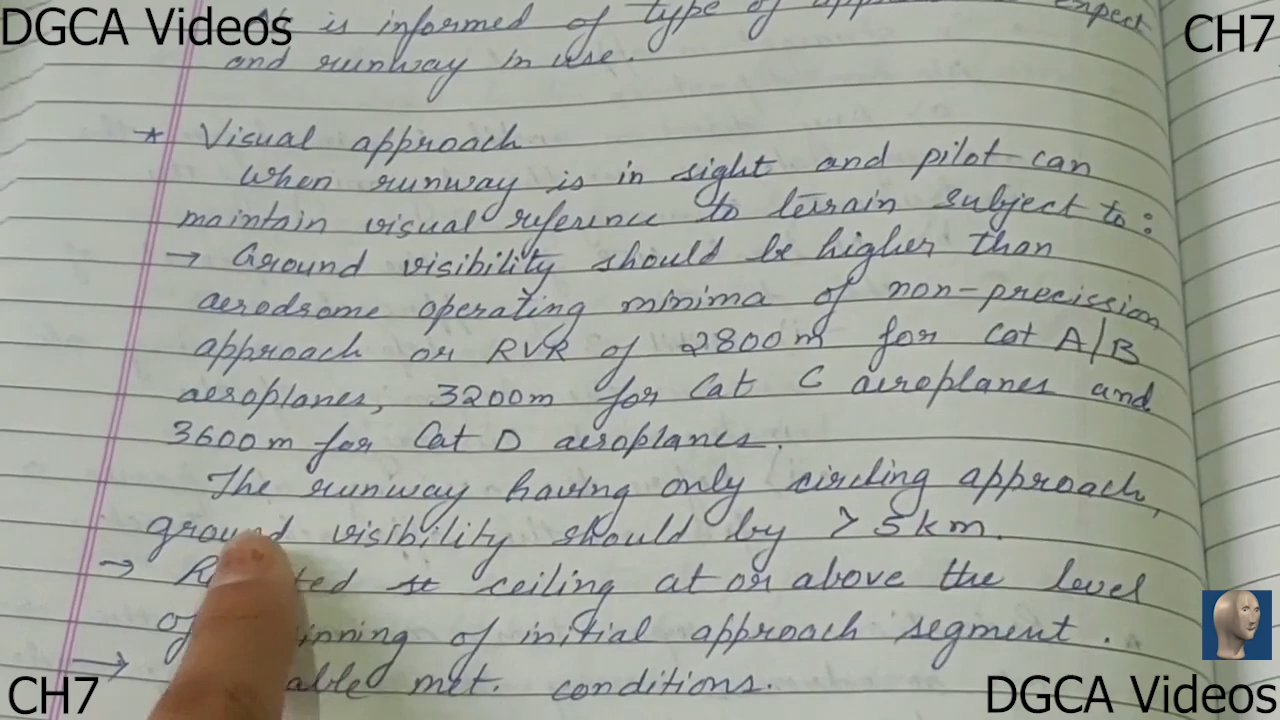 DGCA Videos
CH7
is informed of type of expect
and runway in use.
* Visual approach
When runway is in sight and pilot can
maintain visual reference to terrain subject to:
→ Ground visibility should be higher than
aerodrome operating minima of non-precission
approach or RVR of 2800m for Cat A/B
aeroplanes, 3200m for Cat C aeroplanes and
3600m for Cat D aeroplanes.
The runway having only circling approach,
ground visibility should by > 5km.
→ ceiling at or above the level
of initial approach segment.
→ met. conditions.
CH7
DGCA Videos